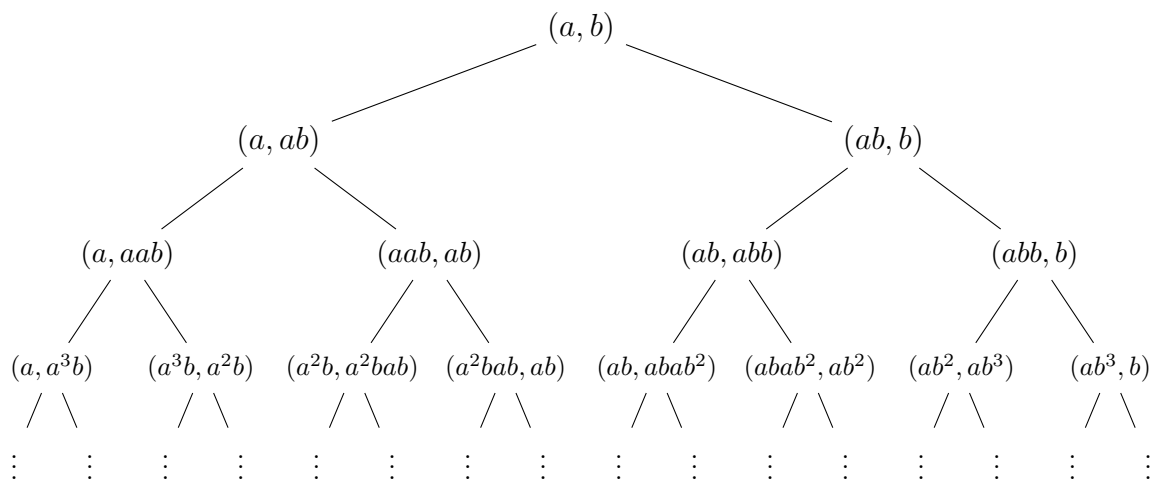 (a, b)
(a, ab) (ab, b)
(a, aab) (aab, ab) (ab, abb) (abb, b)
(a, a³b) (a³b, a²b) (a²b, a²bab) (a²bab, ab) (ab, abab²) (abab², ab²) (ab², ab³) (ab³, b)
⋮ ⋮ ⋮ ⋮ ⋮ ⋮ ⋮ ⋮ ⋮ ⋮ ⋮ ⋮ ⋮ ⋮ ⋮ ⋮